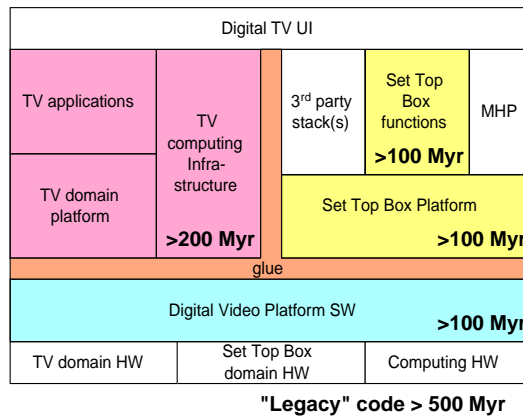 Digital TV UI
TV applications
TV
computing
Infra-
structure
>200 Myr
3rd party
stack(s)
Set Top
Box
functions
>100 Myr
MHP
TV domain
platform
Set Top Box Platform
>100 Myr
glue
Digital Video Platform SW
>100 Myr
TV domain HW
Set Top Box
domain HW
Computing HW
"Legacy" code > 500 Myr